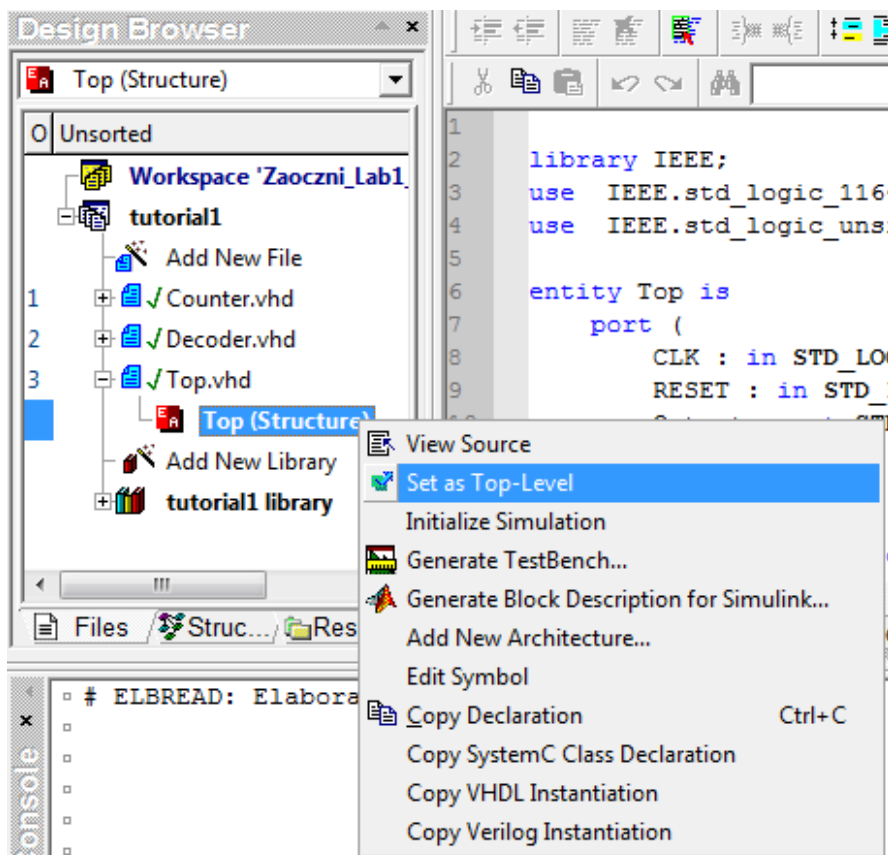 Design Browser
Top (Structure)
O Unsorted
Workspace 'Zaoczni_Lab1_
tutorial1
Add New File
1 Counter.vhd
2 Decoder.vhd
3 Top.vhd
Top (Structure)
Add New Library
tutorial1 library
Files Struc... Res
1
2 library IEEE;
3 use IEEE.std_logic_116
4 use IEEE.std_logic_uns
5
6 entity Top is
7 port (
8 CLK : in STD_LO
9 RESET : in STD_
View Source
Set as Top-Level
Initialize Simulation
Generate TestBench...
Generate Block Description for Simulink...
Add New Architecture...
Edit Symbol
Copy Declaration Ctrl+C
Copy SystemC Class Declaration
Copy VHDL Instantiation
Copy Verilog Instantiation
# ELBREAD: Elabora
console